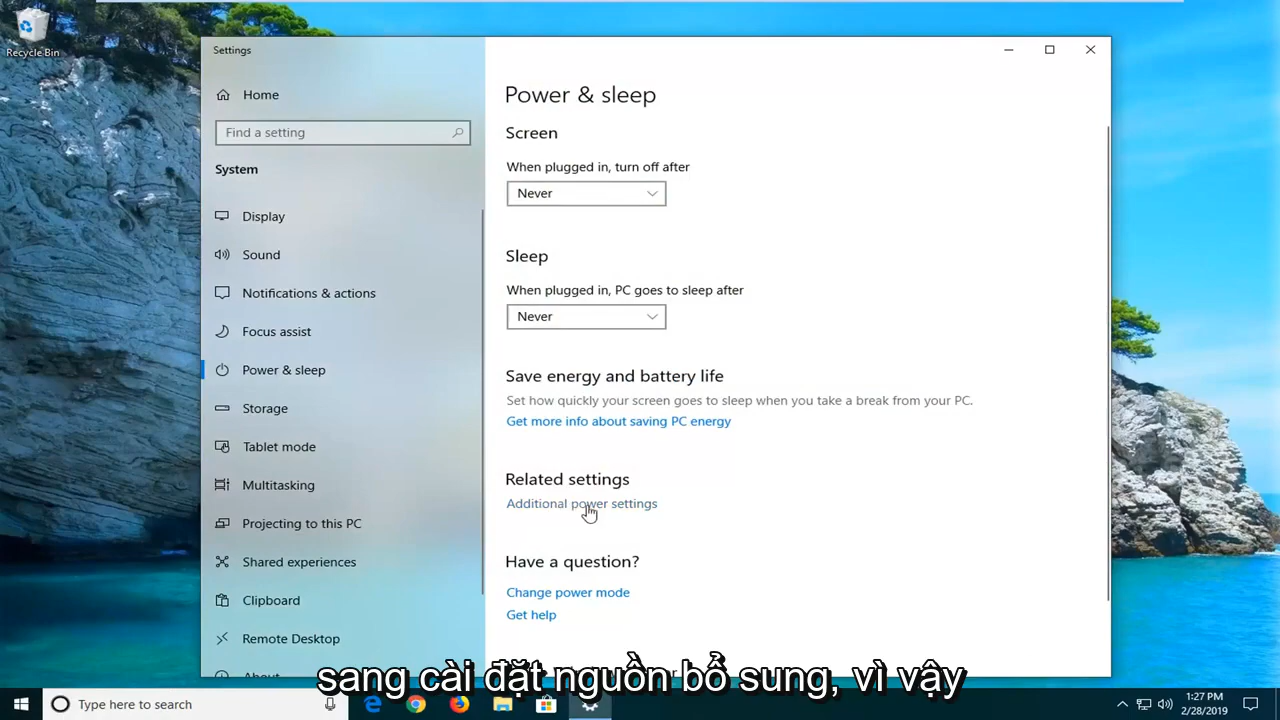 Recycle Bin
Settings
Home
Find a setting
System
Display
Sound
Notifications & actions
Focus assist
Power & sleep
Storage
Tablet mode
Multitasking
Projecting to this PC
Shared experiences
Clipboard
Remote Desktop
About
Power & sleep
Screen
When plugged in, turn off after
Never
Sleep
When plugged in, PC goes to sleep after
Never
Save energy and battery life
Set how quickly your screen goes to sleep when you take a break from your PC.
Get more info about saving PC energy
Related settings
Additional power settings
Have a question?
Change power mode
Get help
sang cài đặt nguồn bổ sung, vì vậy
Type here to search
1:27 PM
2/28/2019